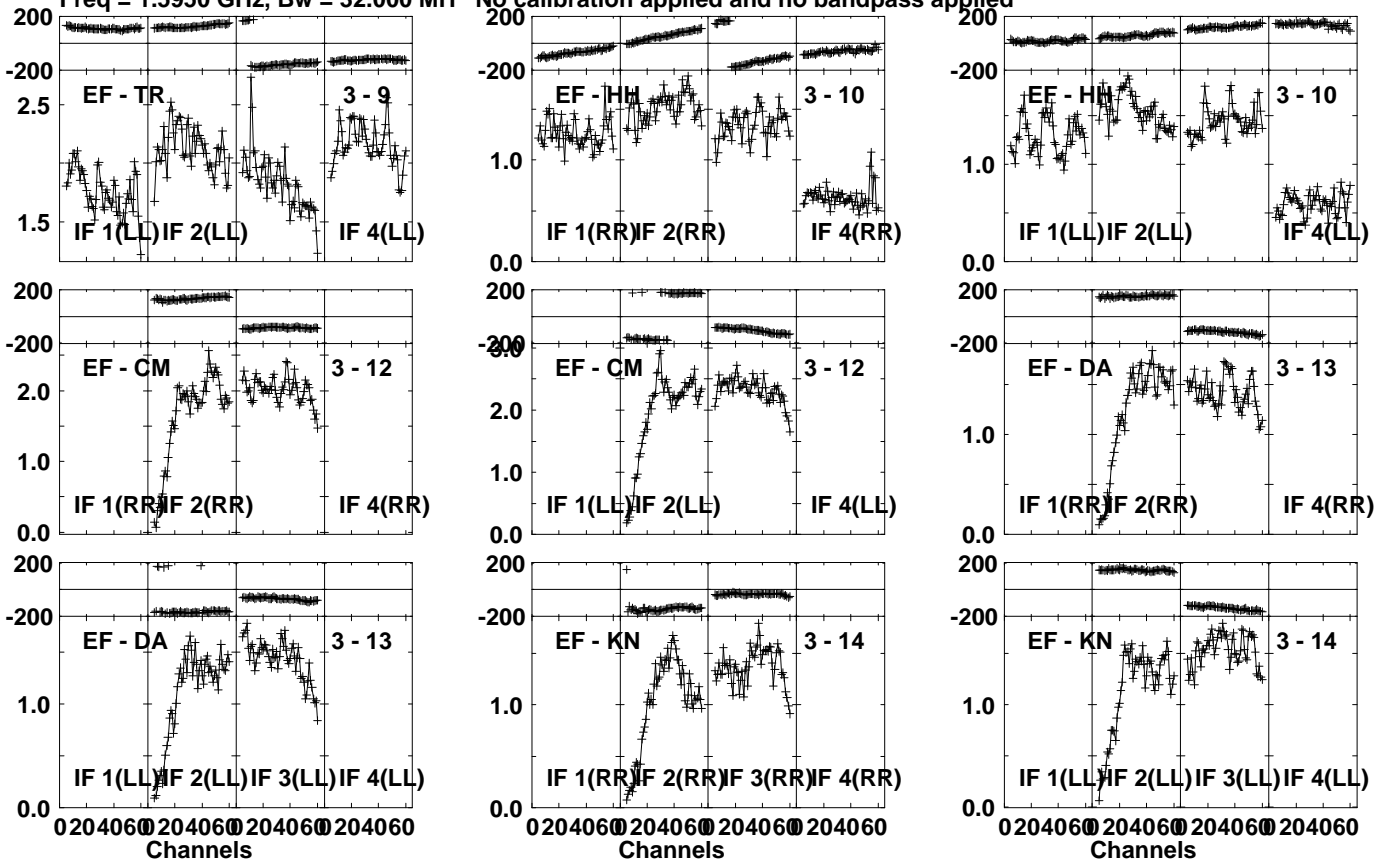 Freq = 1.5950 GHz, Bw = 32.000 MH No calibration applied and no bandpass applied
200
-200
2.5
1.5
EF - TR
3 - 9
IF 1(LL) IF 2(LL) IF 4(LL)
200
-200
1.0
0.0
EF - HH
3 - 10
IF 1(RR) IF 2(RR) IF 4(RR)
200
-200
1.0
0.0
EF - HH
3 - 10
IF 1(LL) IF 2(LL) IF 4(LL)
200
-200
2.0
1.0
0.0
EF - CM
3 - 12
IF 1(RR) IF 2(RR) IF 4(RR)
200
-200
3.0
2.0
1.0
0.0
EF - CM
3 - 12
IF 1(LL) IF 2(LL) IF 4(LL)
200
-200
1.0
0.0
EF - DA
3 - 13
IF 1(RR) IF 2(RR) IF 4(RR)
200
-200
1.0
0.0
EF - DA
3 - 13
IF 1(LL) IF 2(LL) IF 3(LL) IF 4(LL)
0 20 40 60 0 20 40 60 0 20 40 60 0 20 40 60
Channels
200
-200
1.0
0.0
EF - KN
3 - 14
IF 1(RR) IF 2(RR) IF 3(RR) IF 4(RR)
0 20 40 60 0 20 40 60 0 20 40 60 0 20 40 60
Channels
200
-200
1.0
0.0
EF - KN
3 - 14
IF 1(LL) IF 2(LL) IF 3(LL) IF 4(LL)
0 20 40 60 0 20 40 60 0 20 40 60 0 20 40 60
Channels